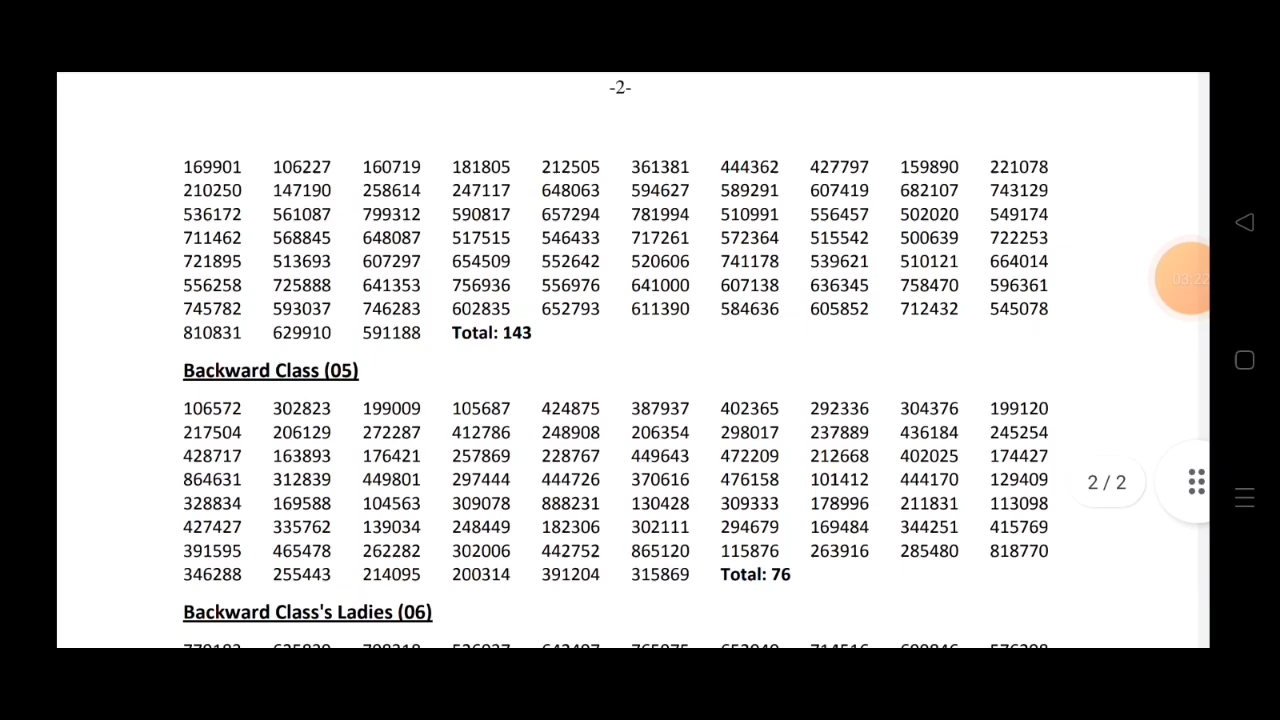 -2-
169901 106227 160719 181805 212505 361381 444362 427797 159890 221078
210250 147190 258614 247117 648063 594627 589291 607419 682107 743129
536172 561087 799312 590817 657294 781994 510991 556457 502020 549174
711462 568845 648087 517515 546433 717261 572364 515542 500639 722253
721895 513693 607297 654509 552642 520606 741178 539621 510121 664014
556258 725888 641353 756936 556976 641000 607138 636345 758470 596361
745782 593037 746283 602835 652793 611390 584636 605852 712432 545078
810831 629910 591188 Total: 143
Backward Class (05)
106572 302823 199009 105687 424875 387937 402365 292336 304376 199120
217504 206129 272287 412786 248908 206354 298017 237889 436184 245254
428717 163893 176421 257869 228767 449643 472209 212668 402025 174427
864631 312839 449801 297444 444726 370616 476158 101412 444170 129409
328834 169588 104563 309078 888231 130428 309333 178996 211831 113098
427427 335762 139034 248449 182306 302111 294679 169484 344251 415769
391595 465478 262282 302006 442752 865120 115876 263916 285480 818770
346288 255443 214095 200314 391204 315869 Total: 76
Backward Class's Ladies (06)
2 / 2
03:22